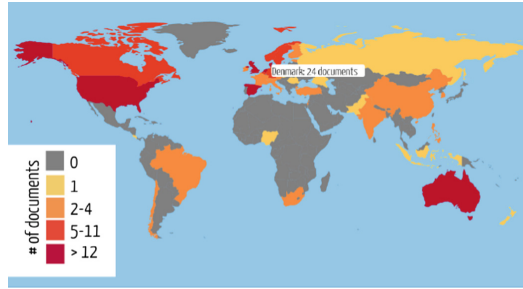 Denmark: 24 documents
# of documents
0
1
2-4
5-11
> 12